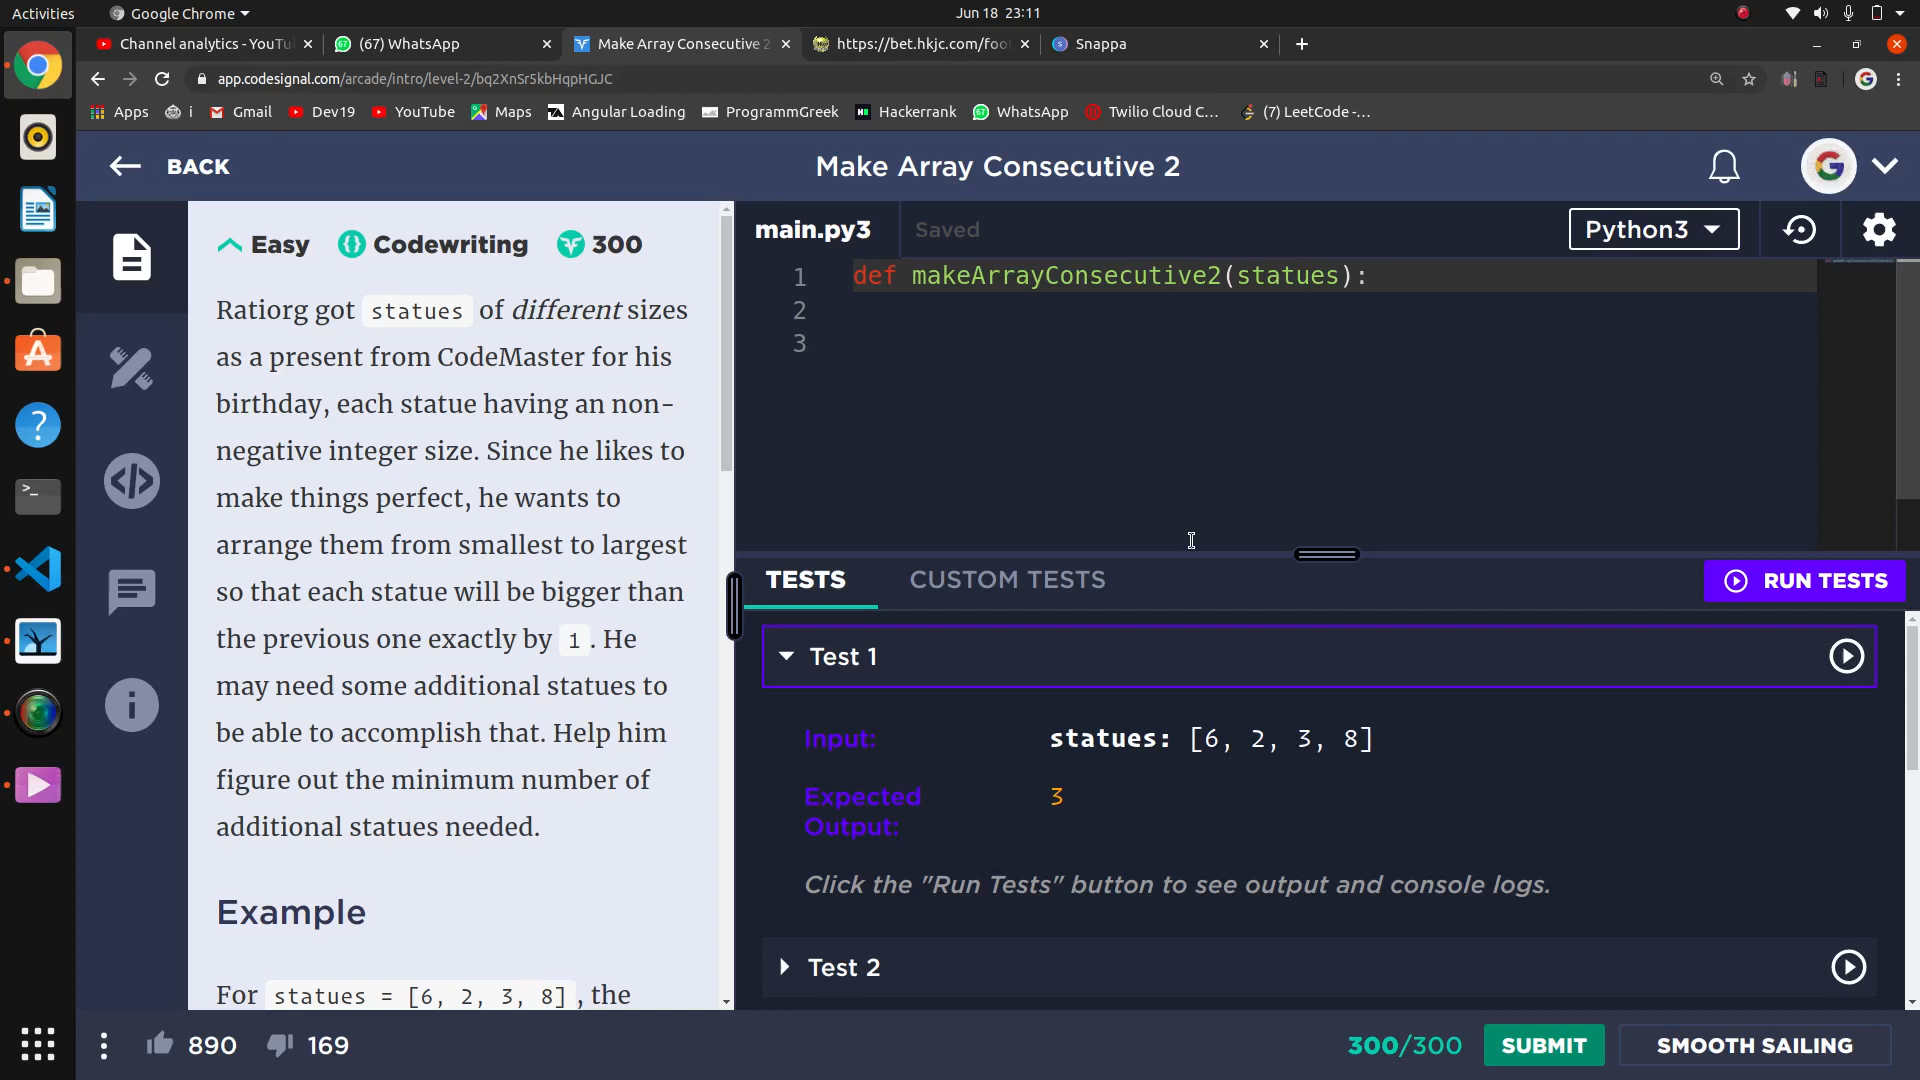 Activities
Google Chrome
Jun 18 23:11
Channel analytics - YouTu
(67) WhatsApp
Make Array Consecutive 2
https://bet.hkjc.com/foo
Snappa
app.codesignal.com/arcade/intro/level-2/bq2XnSr5kbHqpHGJC
Apps
i
Gmail
Dev19
YouTube
Maps
Angular Loading
ProgrammGreek
Hackerrank
WhatsApp
Twilio Cloud C...
(7) LeetCode -...
BACK
Make Array Consecutive 2
Easy
Codewriting
300
Ratiorg got statues of different sizes
as a present from CodeMaster for his
birthday, each statue having an non-
negative integer size. Since he likes to
make things perfect, he wants to
arrange them from smallest to largest
so that each statue will be bigger than
the previous one exactly by 1. He
may need some additional statues to
be able to accomplish that. Help him
figure out the minimum number of
additional statues needed.
Example
For statues = [6, 2, 3, 8], the
main.py3
Saved
Python3
1 def makeArrayConsecutive2(statues):
2
3
TESTS
CUSTOM TESTS
RUN TESTS
Test 1
Input: statues: [6, 2, 3, 8]
Expected 3
Output:
Click the "Run Tests" button to see output and console logs.
Test 2
890
169
300/300
SUBMIT
SMOOTH SAILING